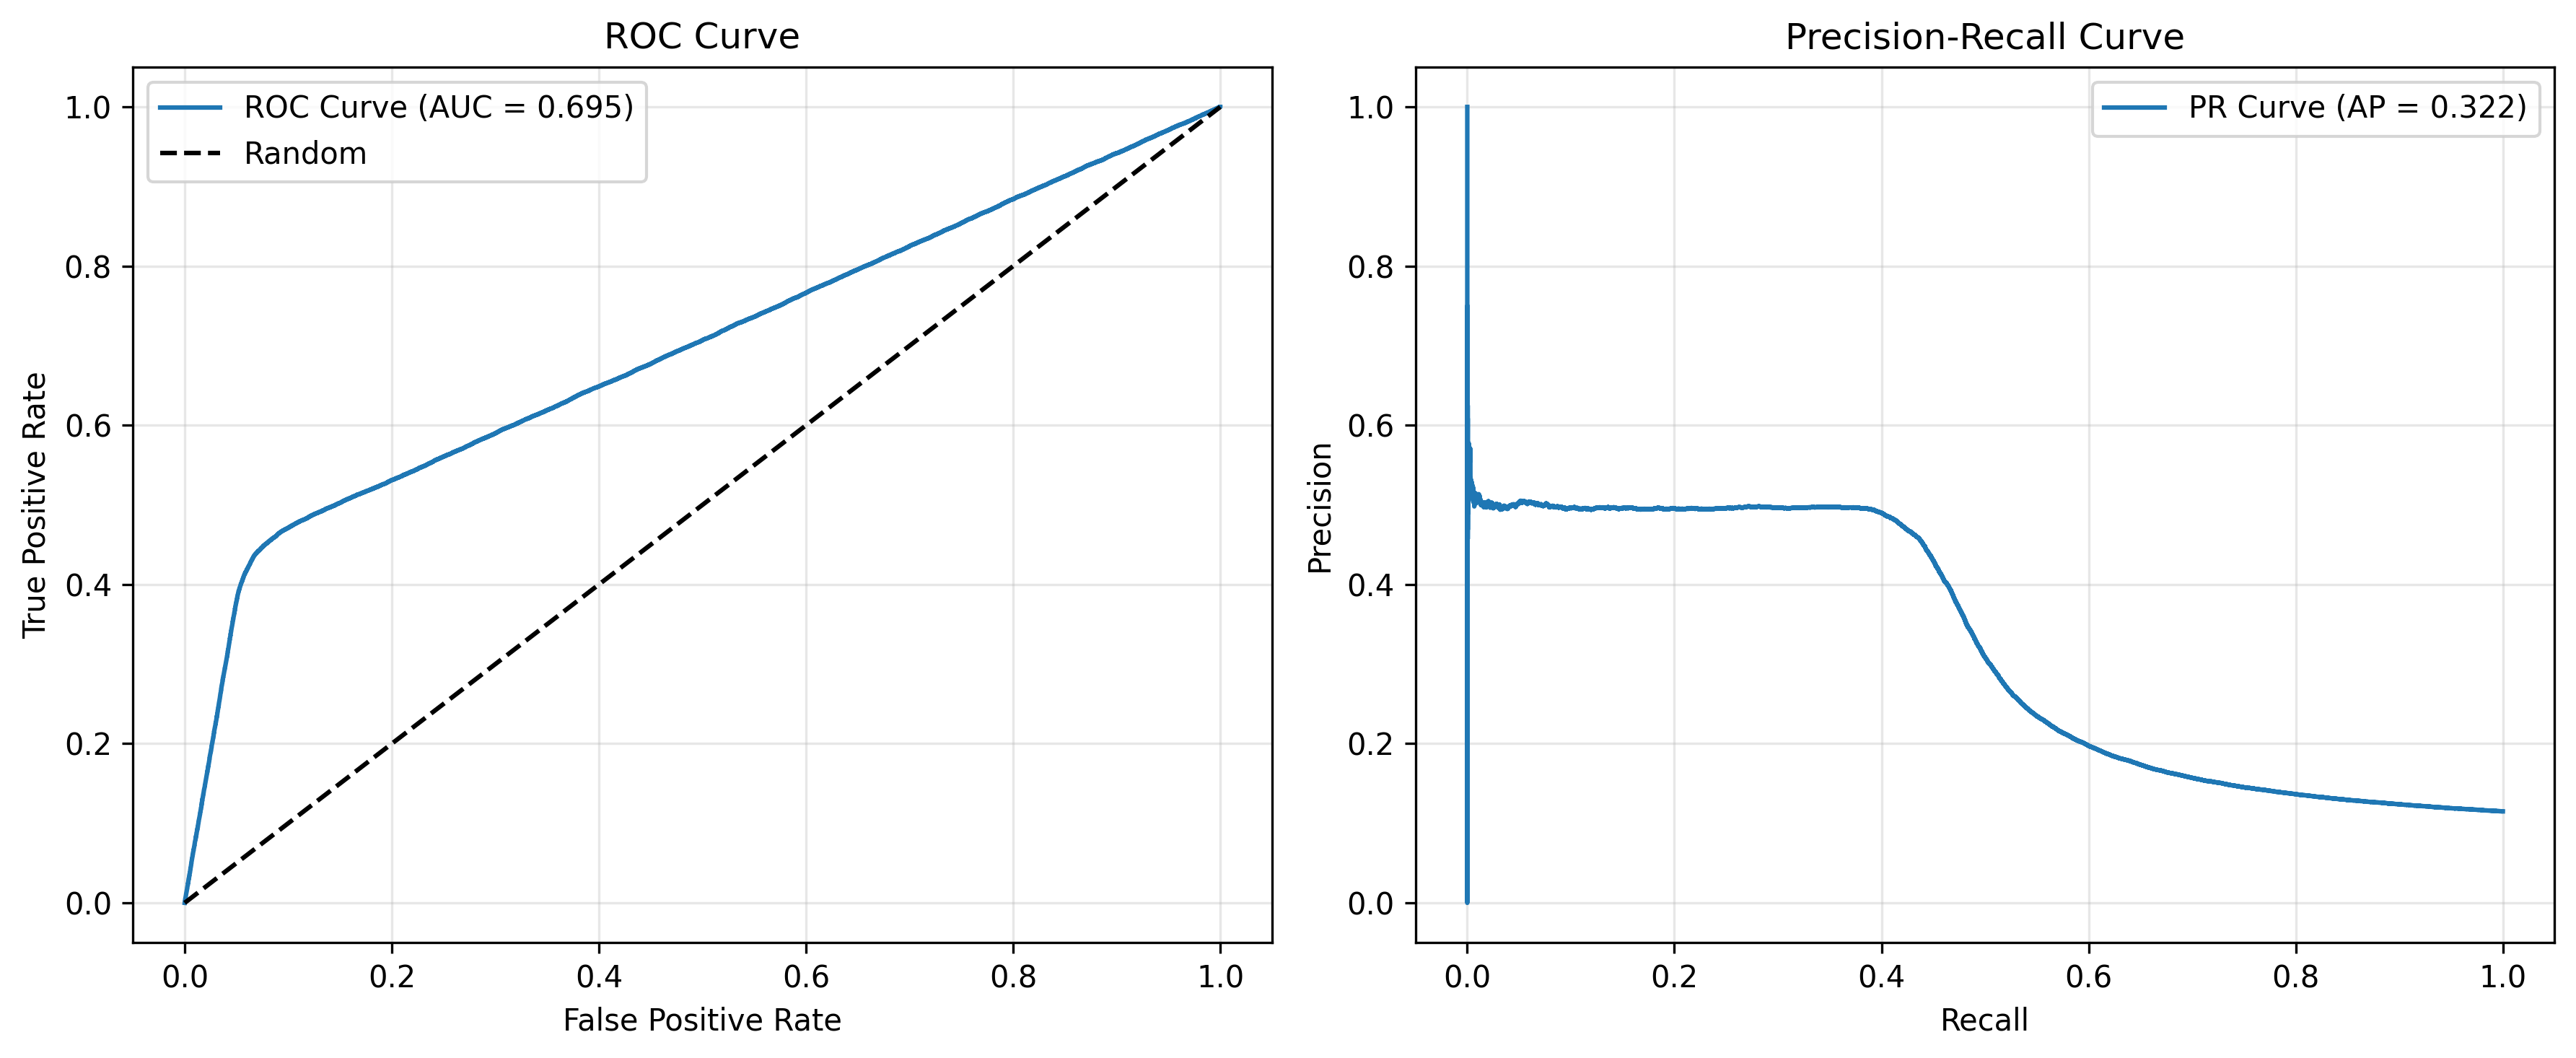 ROC Curve
ROC Curve (AUC = 0.695)
Random
1.0
0.8
0.6
0.4
0.2
0.0
True Positive Rate
0.0 0.2 0.4 0.6 0.8 1.0
False Positive Rate
Precision-Recall Curve
PR Curve (AP = 0.322)
1.0
0.8
0.6
0.4
0.2
0.0
Precision
0.0 0.2 0.4 0.6 0.8 1.0
Recall